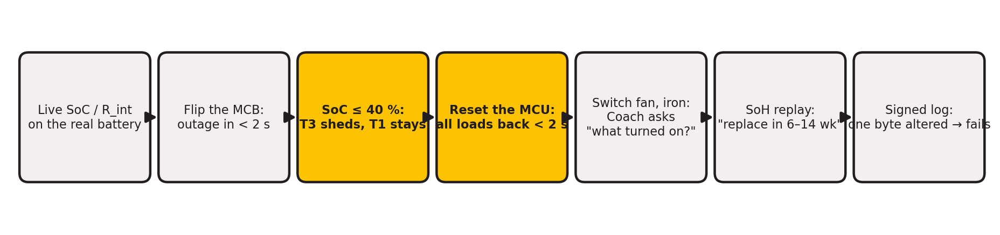 Live SoC / R_int
on the real battery
Flip the MCB:
outage in < 2 s
SoC ≤ 40 %:
T3 sheds, T1 stays
Reset the MCU:
all loads back < 2 s
Switch fan, iron:
Coach asks
"what turned on?"
SoH replay:
"replace in 6–14 wk"
Signed log:
one byte altered → fails